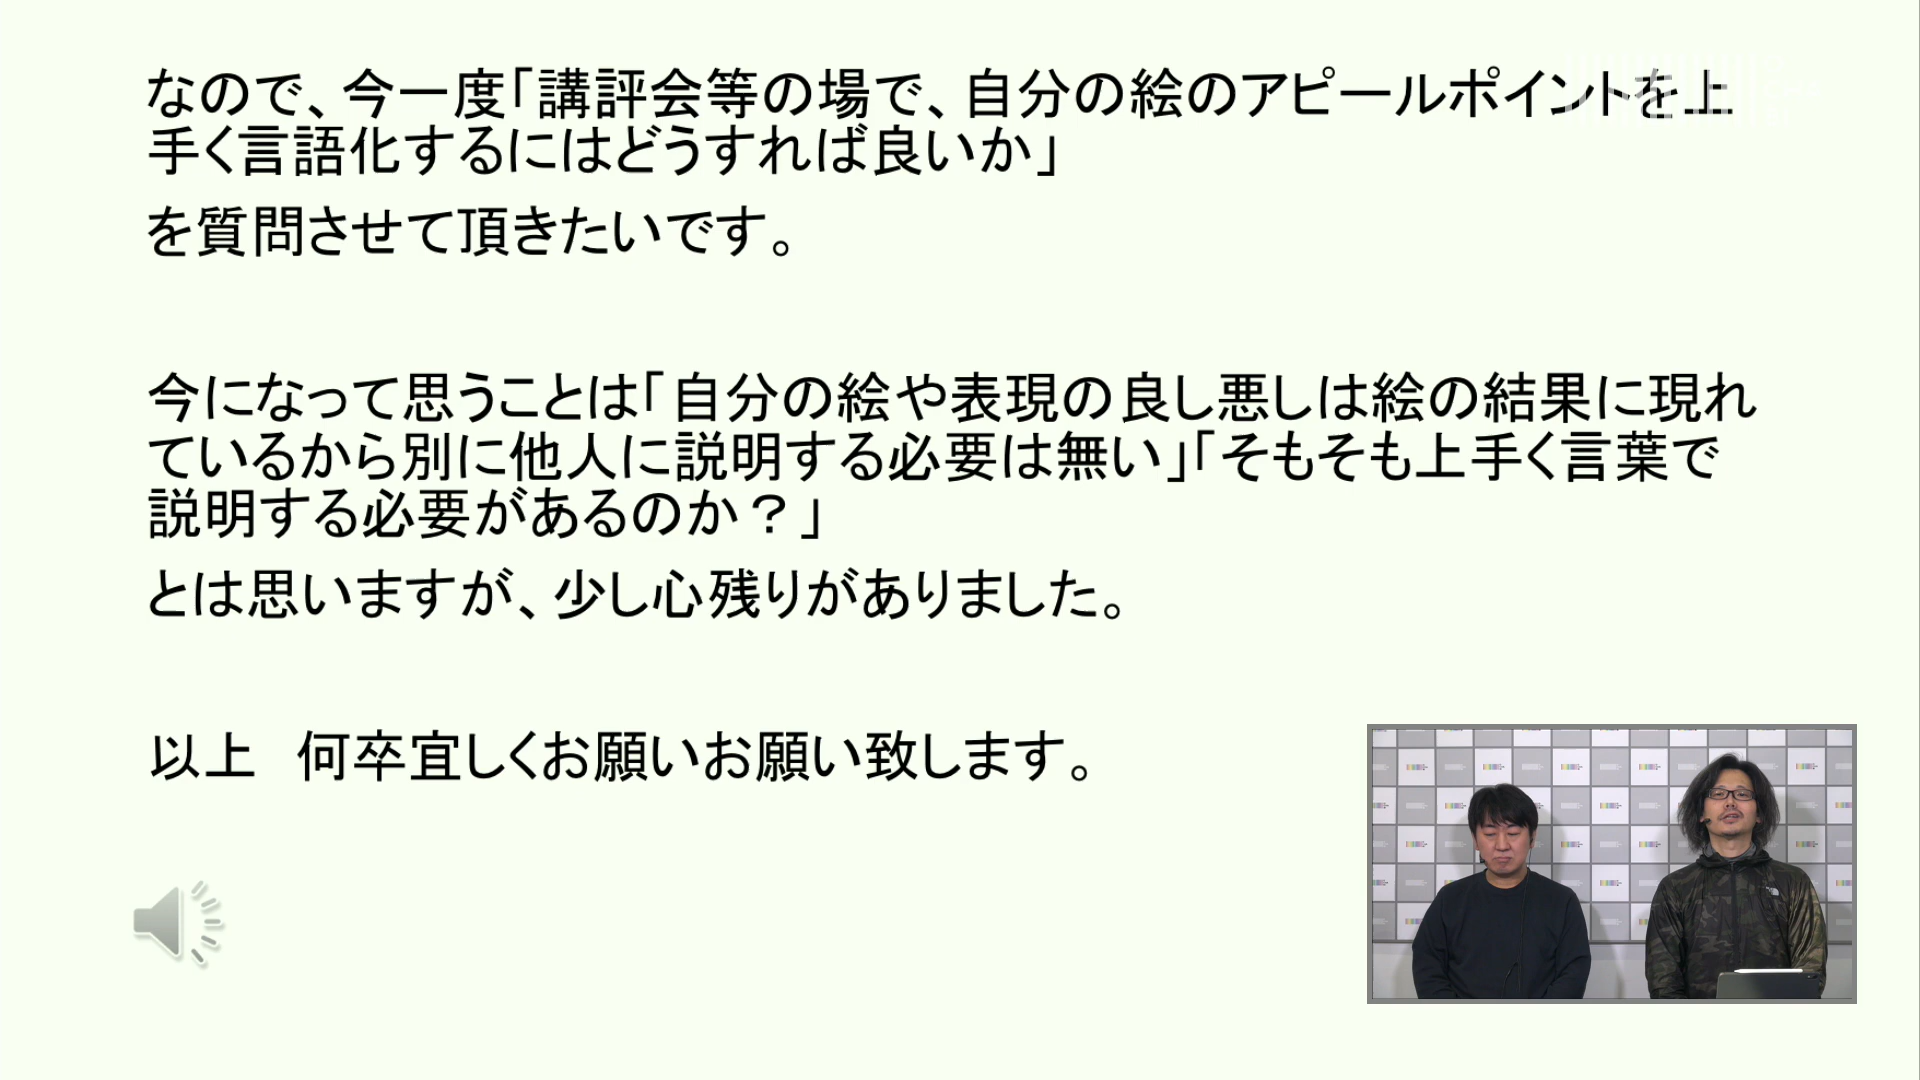 なので、今一度「講評会等の場で、自分の絵のアピールポイントを上
手く言語化するにはどうすれば良いか」
を質問させて頂きたいです。
今になって思うことは「自分の絵や表現の良し悪しは絵の結果に現れ
ているから別に他人に説明する必要は無い」「そもそも上手く言葉で
説明する必要があるのか？」
とは思いますが、少し心残りがありました。
以上　何卒宜しくお願いお願い致します。